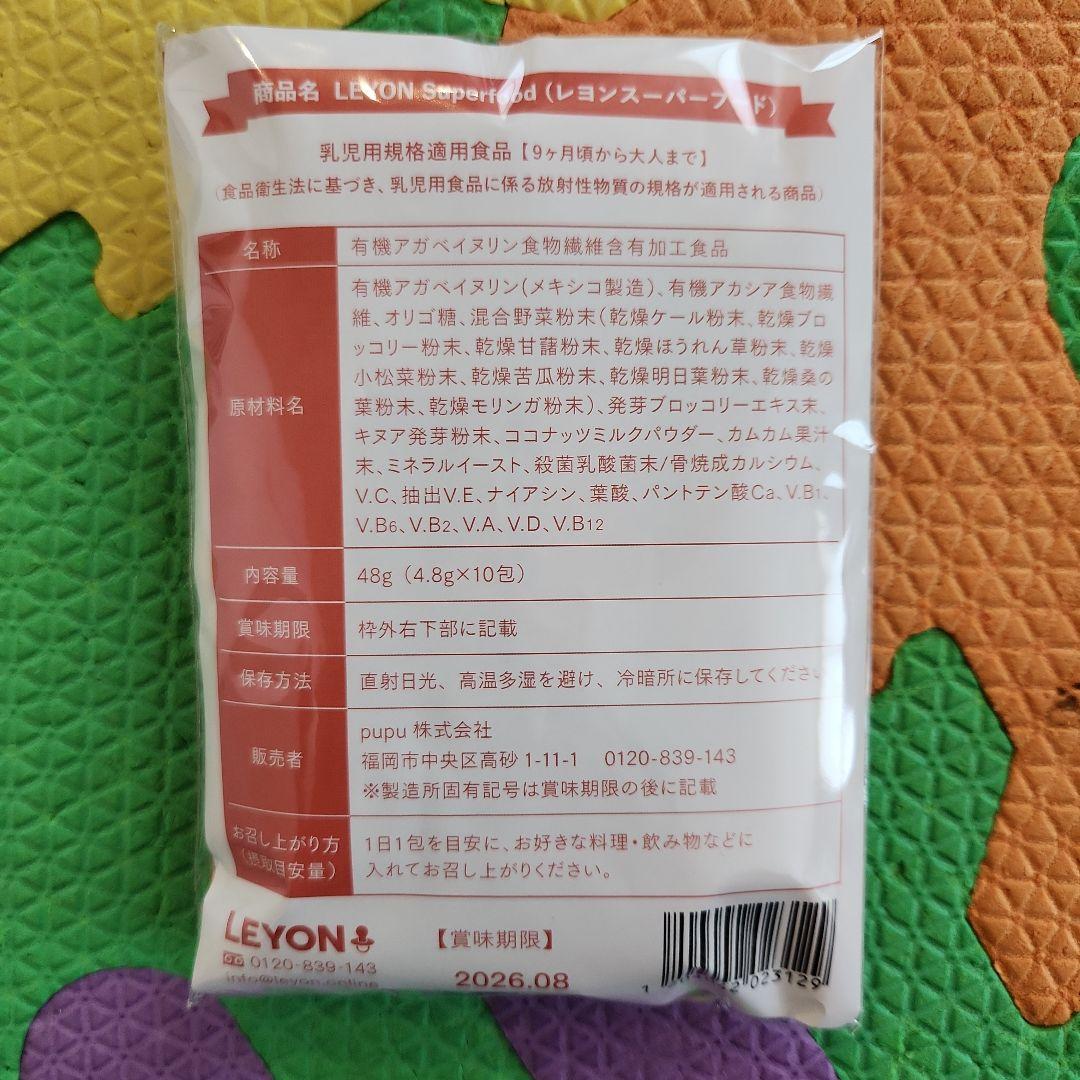 商品名 LEYON Superfood（レヨンスーパーフード）
乳児用規格適用食品【9ヶ月頃から大人まで】
（食品衛生法に基づき、乳児用食品に係る放射性物質の規格が適用される商品）
名称 有機アガベイヌリン食物繊維含有加工食品
原材料名
有機アガベイヌリン(メキシコ製造)、有機アカシア食物繊
維、オリゴ糖、混合野菜粉末(乾燥ケール粉末、乾燥ブロ
ッコリー粉末、乾燥甘藷粉末、乾燥ほうれん草粉末、乾燥
小松菜粉末、乾燥苦瓜粉末、乾燥明日葉粉末、乾燥桑の
葉粉末、乾燥モリンガ粉末)、発芽ブロッコリーエキス末、
キヌア発芽粉末、ココナッツミルクパウダー、カムカム果汁
末、ミネラルイースト、殺菌乳酸菌末/骨焼成カルシウム、
V.C、抽出V.E、ナイアシン、葉酸、パントテン酸Ca、V.B1、
V.B6、V.B2、V.A、V.D、V.B12
内容量 48g（4.8g×10包）
賞味期限 枠外右下部に記載
保存方法 直射日光、高温多湿を避け、冷暗所に保存してください
販売者
pupu 株式会社
福岡市中央区高砂 1-11-1 0120-839-143
※製造所固有記号は賞味期限の後に記載
お召し上がり方
（摂取目安量）
1日1包を目安に、お好きな料理・飲み物などに
入れてお召し上がりください。
LEYON
0120-839-143
info@leyon.online
【賞味期限】
2026.08
023129